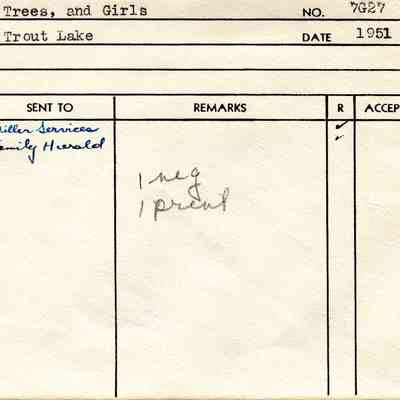 Trees, and Girls NO. 7G27
Trout Lake DATE 1951
SENT TO REMARKS R ACCEP
iller Services ✓
amily Herald ✓
1 neg
1 print